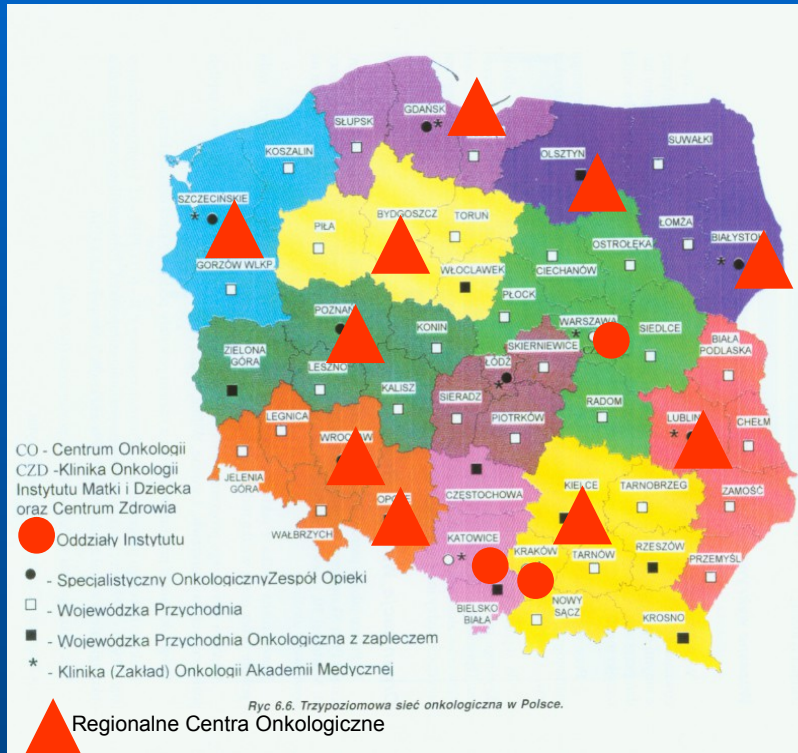 GDAŃSK
SŁUPSK
SUWAŁKI
KOSZALIN
OLSZTYN
SZCZECIŃSKIE
BYDGOSZCZ
TORUN
PIŁA
ŁOMŻA
BIAŁYSTOK
OSTROŁĘKA
GORZÓW WLKP.
WŁOCLAWEK
CIECHANÓW
PŁOCK
POZNAŃ
KONIN
WARSZAWA
SIEDLCE
SKIERNIEWICE
BIAŁA
PODLASKA
ZIELONA
GÓRA
LESZNO
ŁÓDŹ
KALISZ
SIERADZ
RADOM
LEGNICA
PIOTRKÓW
LUBLIN
CHEŁM
WROCŁAW
CO - Centrum Onkologii
CZD -Klinika Onkologii
Instytutu Matki i Dziecka
oraz Centrum Zdrowia
JELENIA
GÓRA
CZĘSTOCHOWA
KIELCE
TARNOBRZEG
ZAMOŚĆ
WAŁBRZYCH
Oddziały Instytutu
KATOWICE
KRAKÓW
TARNÓW
RZESZÓW
PRZEMYŚL
- Specjalistyczny OnkologicznyZespół Opieki
- Wojewódzka Przychodnia
BIELSKO
BIAŁA
NOWY
SĄCZ
KROSNO
- Wojewódzka Przychodnia Onkologiczna z zapleczem
* - Klinika (Zakład) Onkologii Akademii Medycznej
Ryc 6.6. Trzypoziomowa sieć onkologiczna w Polsce.
Regionalne Centra Onkologiczne